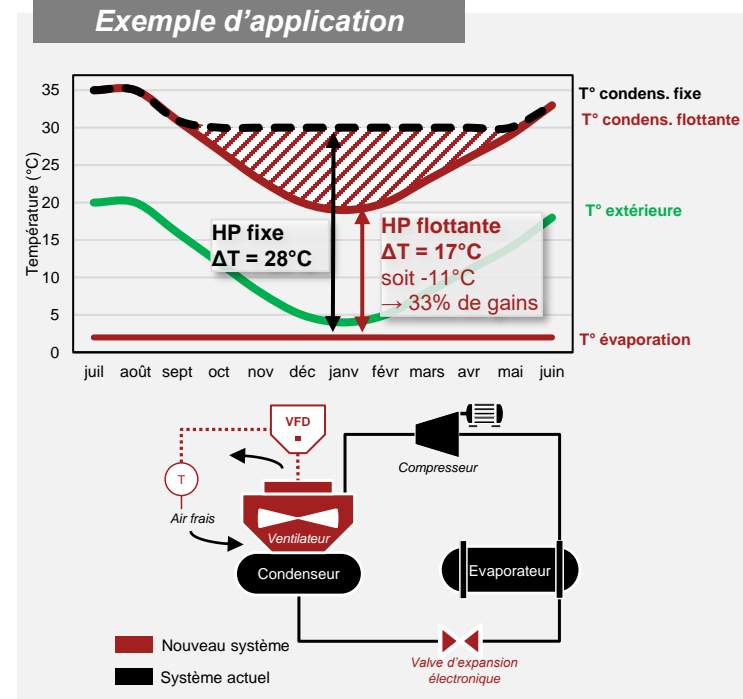 Exemple d'application
35
30
25
20
15
10
5
0
Température (°C)
T° condens. fixe
T° condens. flottante
T° extérieure
T° évaporation
HP fixe
ΔT = 28°C
HP flottante
ΔT = 17°C
soit -11°C
→ 33% de gains
juil août sept oct nov déc janv févr mars avr mai juin
VFD
T
Air frais
Ventilateur
Condenseur
Compresseur
Evaporateur
Valve d'expansion
électronique
Nouveau système
Système actuel